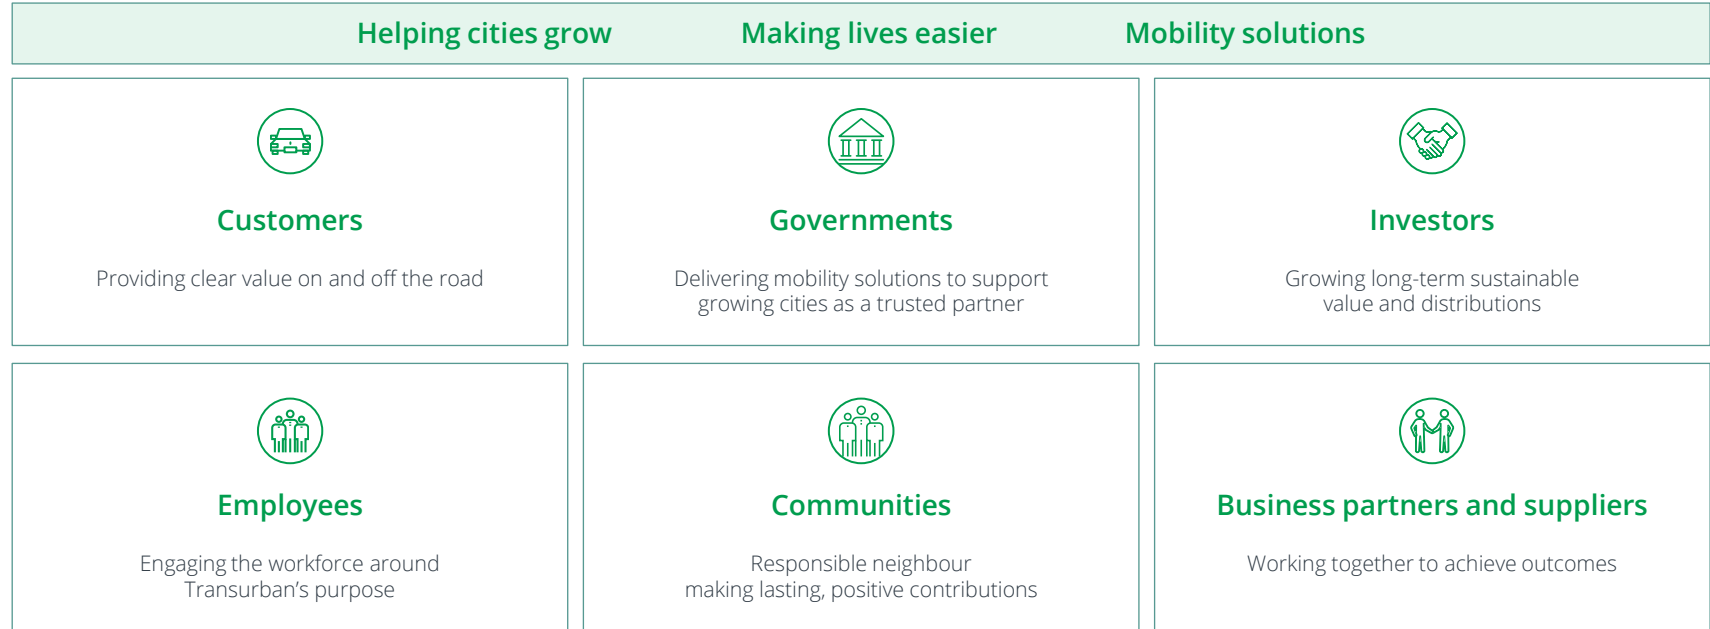 Helping cities grow
Making lives easier
Mobility solutions
Customers
Providing clear value on and off the road
Governments
Delivering mobility solutions to support
growing cities as a trusted partner
Investors
Growing long-term sustainable
value and distributions
Employees
Engaging the workforce around
Transurban’s purpose
Communities
Responsible neighbour
making lasting, positive contributions
Business partners and suppliers
Working together to achieve outcomes